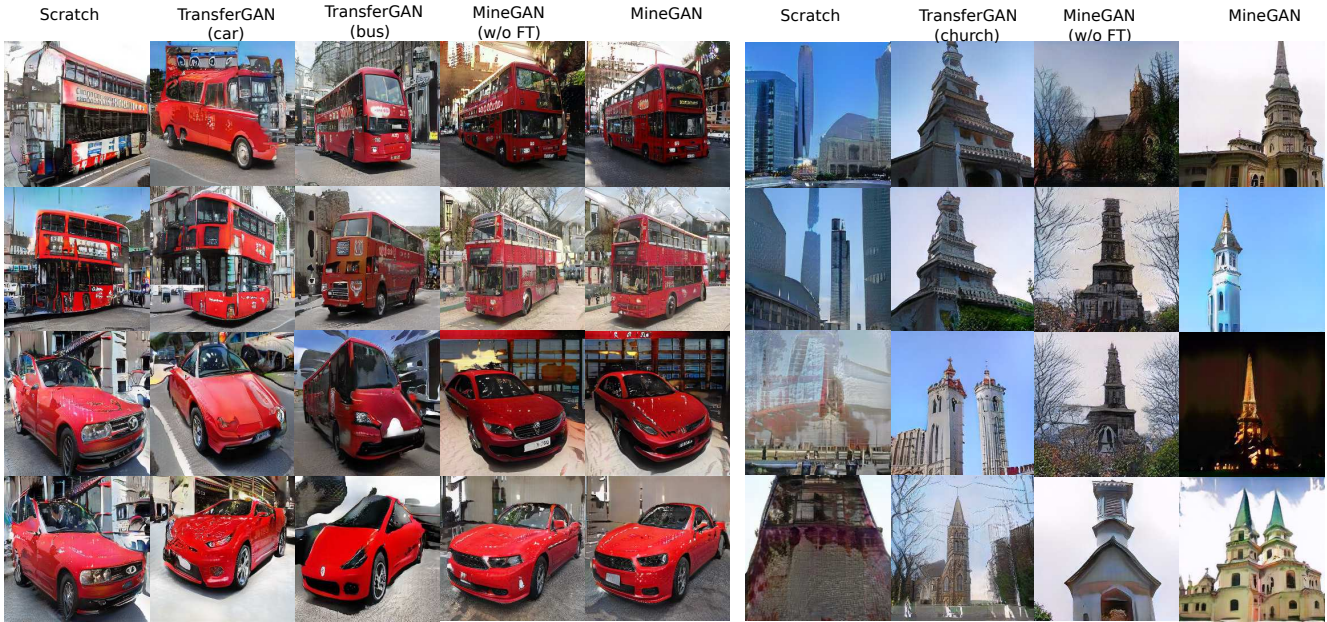 Scratch
TransferGAN
(car)
TransferGAN
(bus)
MineGAN
(w/o FT)
MineGAN
Scratch
TransferGAN
(church)
MineGAN
(w/o FT)
MineGAN